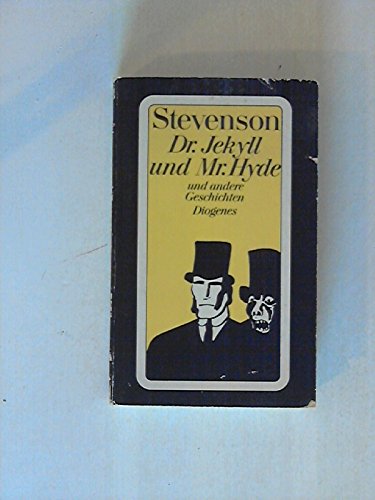 Stevenson
Dr. Jekyll
und Mr. Hyde
und andere
Geschichten
Diogenes